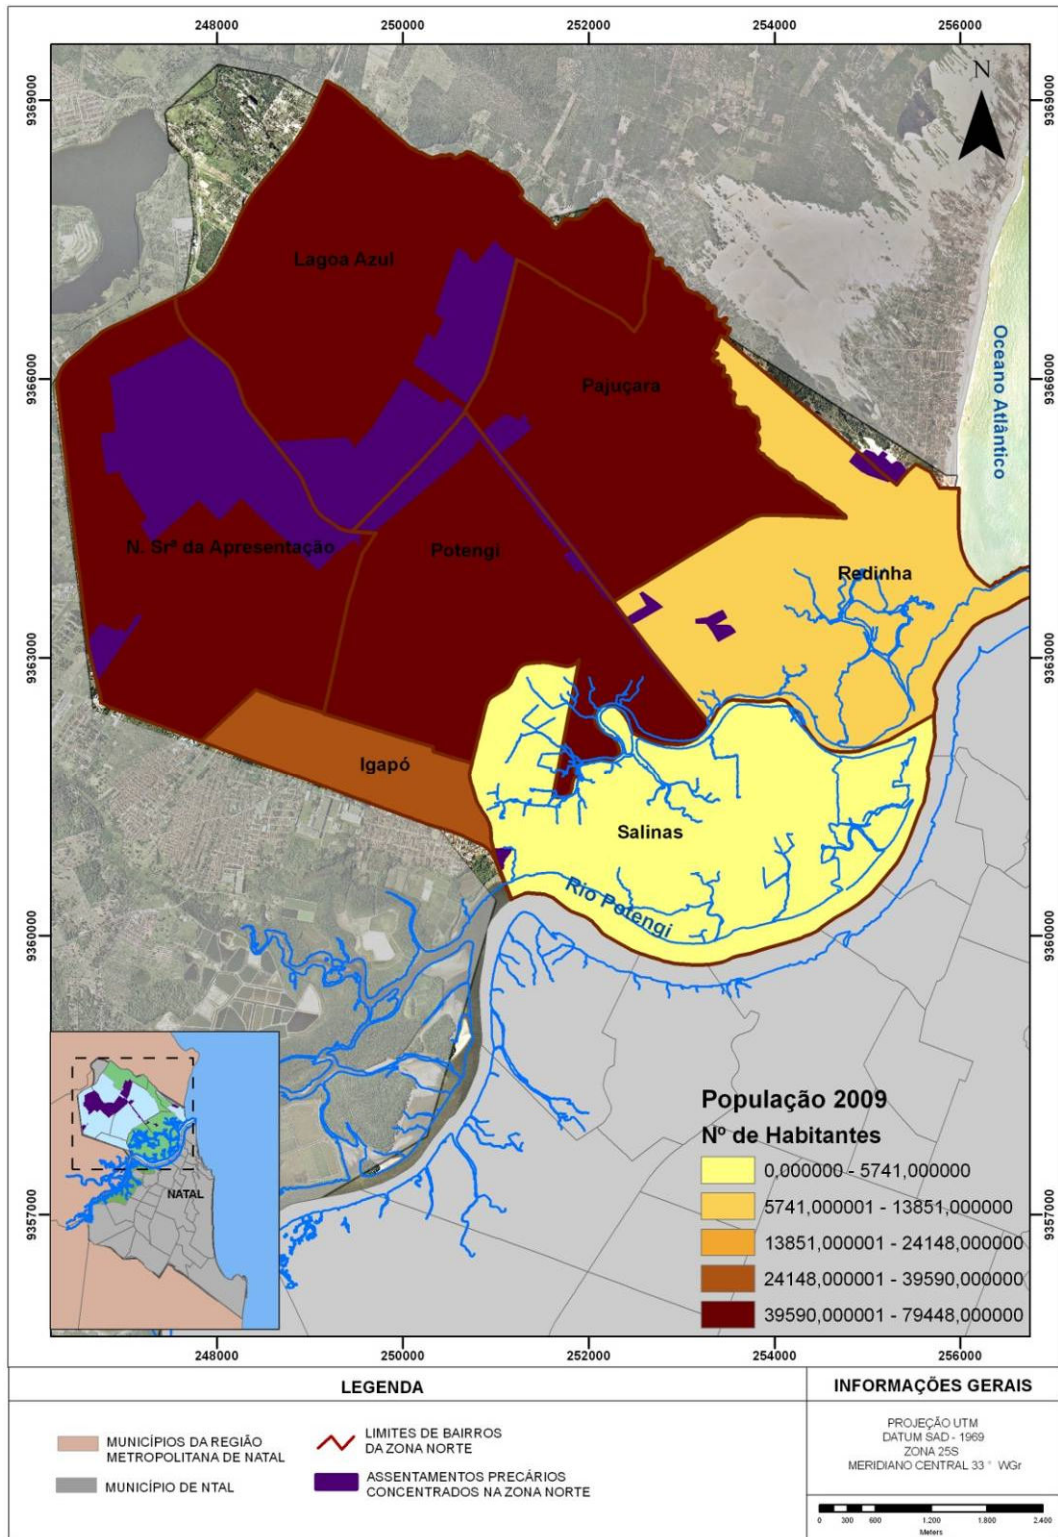 248000
250000
252000
254000
256000
9369000
9369000
N
Lagoa Azul
9366000
Pajuçara
9366000
Oceano Atlântico
N. Srª da Apresentação
Potengi
Redinha
9363000
9363000
Igapó
Salinas
Rio Potengi
9360000
9360000
NATAL
População 2009
Nº de Habitantes
0,000000 - 5741,000000
5741,000001 - 13851,000000
13851,000001 - 24148,000000
24148,000001 - 39590,000000
39590,000001 - 79448,000000
9357000
9357000
248000
250000
252000
254000
256000
LEGENDA
MUNICÍPIOS DA REGIÃO
METROPOLITANA DE NATAL
MUNICÍPIO DE NTAL
LIMITES DE BAIRROS
DA ZONA NORTE
ASSENTAMENTOS PRECÁRIOS
CONCENTRADOS NA ZONA NORTE
INFORMAÇÕES GERAIS
PROJEÇÃO UTM
DATUM SAD - 1969
ZONA 25S
MERIDIANO CENTRAL 33 ° WGr
0 300 600 1.200 1.800 2.400
Meters